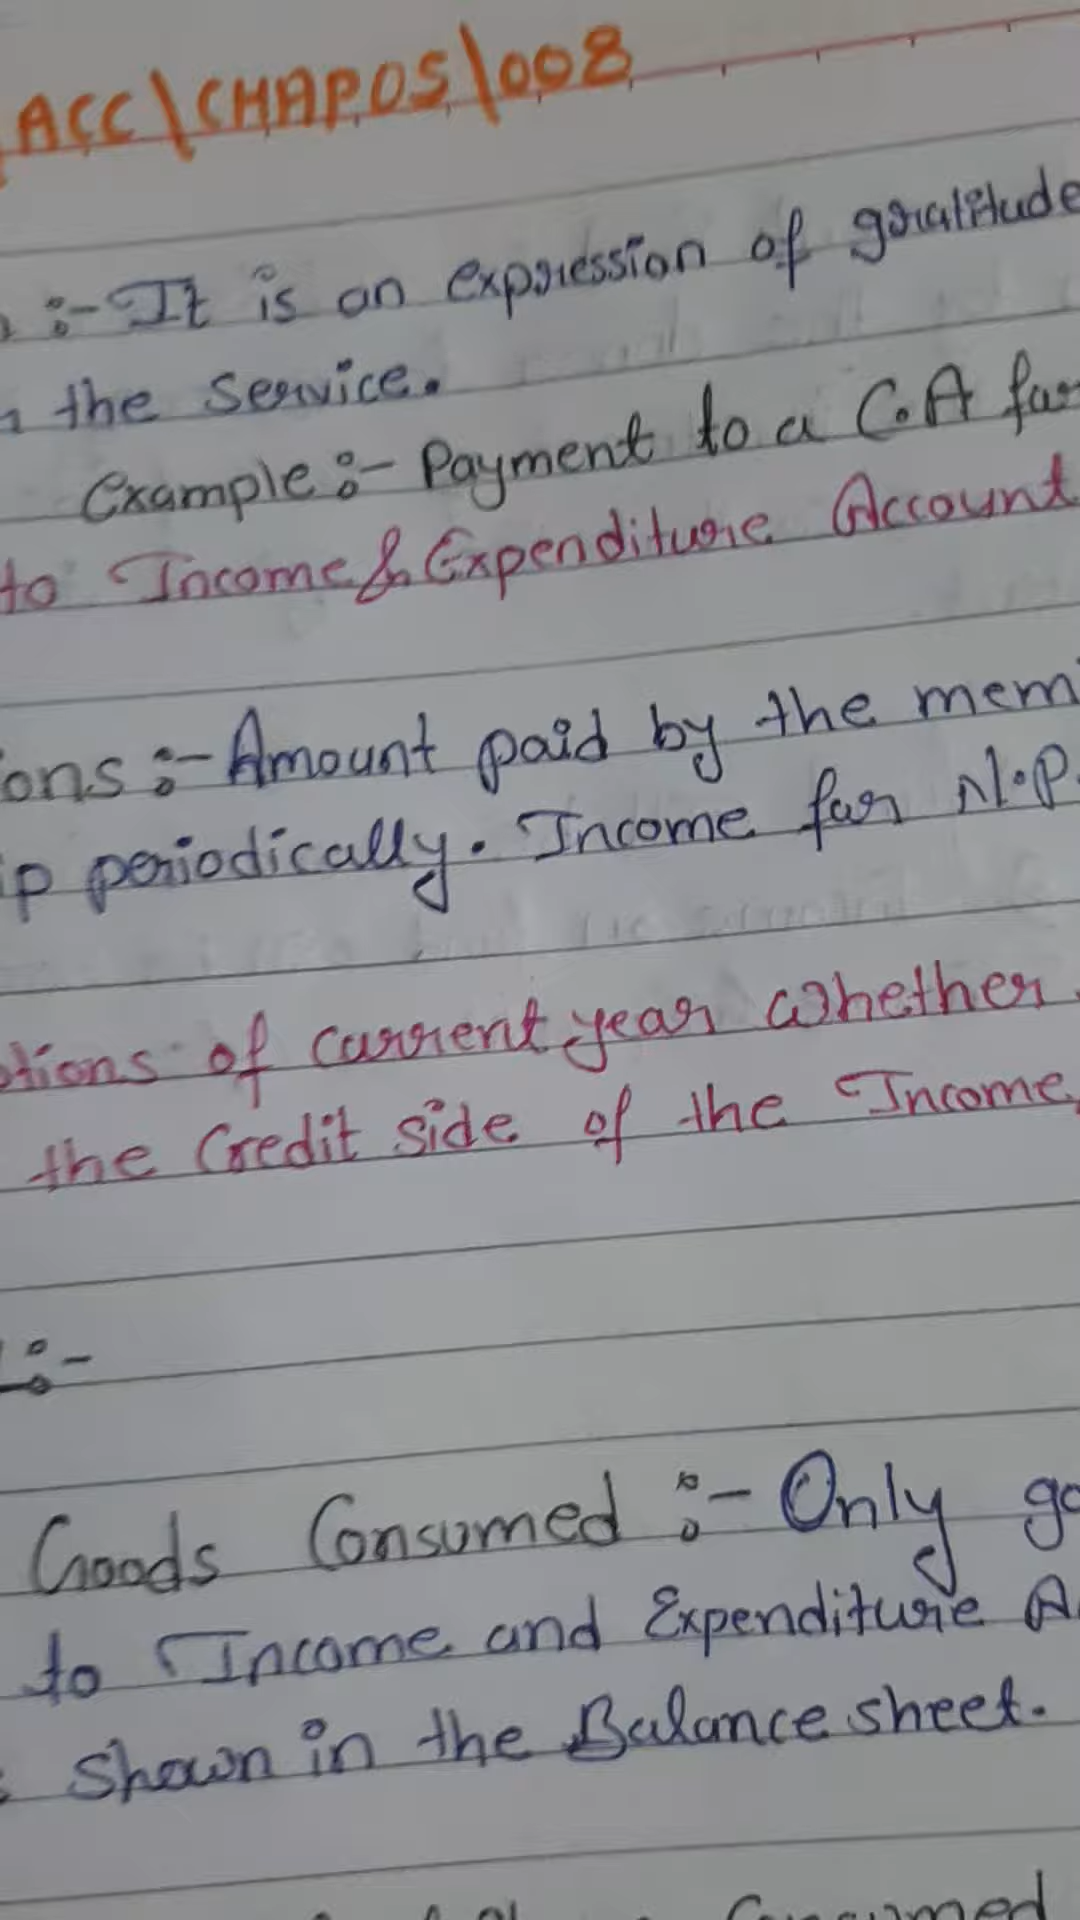 ACC\CHAP05\008
:- It is an expression of gratitude
the service.
Example :- Payment to a C.A for
to Income & Expenditure Account
ons :- Amount paid by the mem
ip periodically. Income for N.P.
tions of current year whether
the Credit side of the Income
:-
Goods Consumed :- Only go
to Income and Expenditure A
shown in the Balance sheet.
Consumed